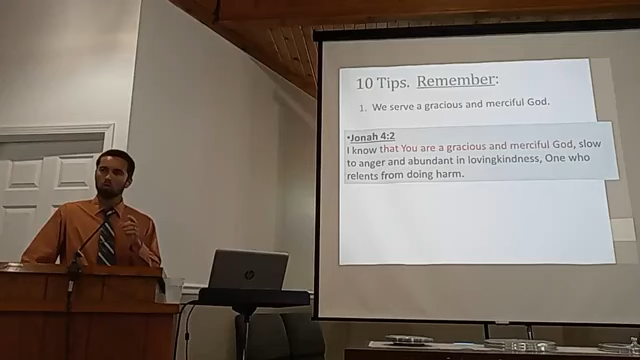 10 Tips. Remember:
1. We serve a gracious and merciful God.
•Jonah 4:2
I know that You are a gracious and merciful God, slow
to anger and abundant in lovingkindness, One who
relents from doing harm.
hp